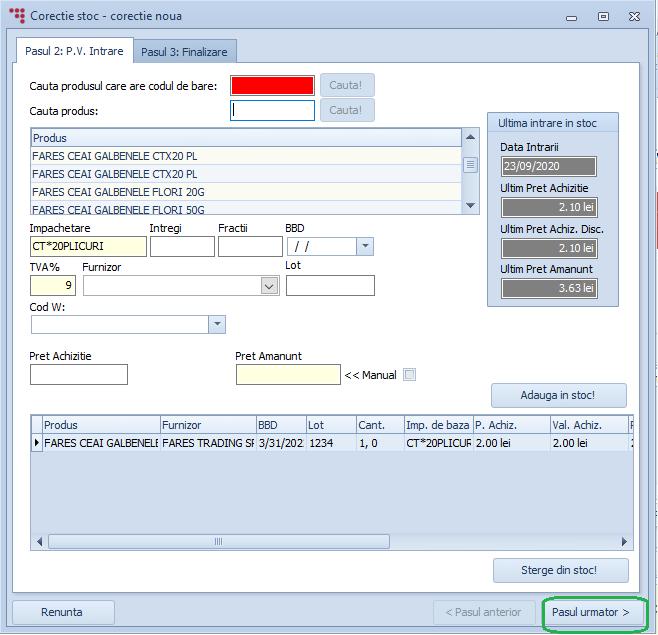 Corectie stoc - corectie noua
Pasul 2: P.V. Intrare
Pasul 3: Finalizare
Cauta produsul care are codul de bare:
Cauta!
Cauta produs:
Cauta!
Produs
FARES CEAI GALBENELE CTX20 PL
FARES CEAI GALBENELE CTX20 PL
FARES CEAI GALBENELE FLORI 20G
FARES CEAI GALBENELE FLORI 50G
Ultima intrare in stoc
Data Intrarii
23/09/2020
Ultim Pret Achizitie
2.10 lei
Ultim Pret Achiz. Disc.
2.10 lei
Ultim Pret Amanunt
3.63 lei
Impachetare
Intregi
Fractii
BBD
CT*20PLICURI
/ /
TVA%
Furnizor
Lot
9
Cod W:
Pret Achizitie
Pret Amanunt
<< Manual
Adauga in stoc!
Produs Furnizor BBD Lot Cant. Imp. de baza P. Achiz. Val. Achiz.
FARES CEAI GALBENELE FARES TRADING SF 3/31/202 1234 1, 0 CT*20PLICUR 2.00 lei 2.00 lei
Sterge din stoc!
Renunta
< Pasul anterior
Pasul urmator >